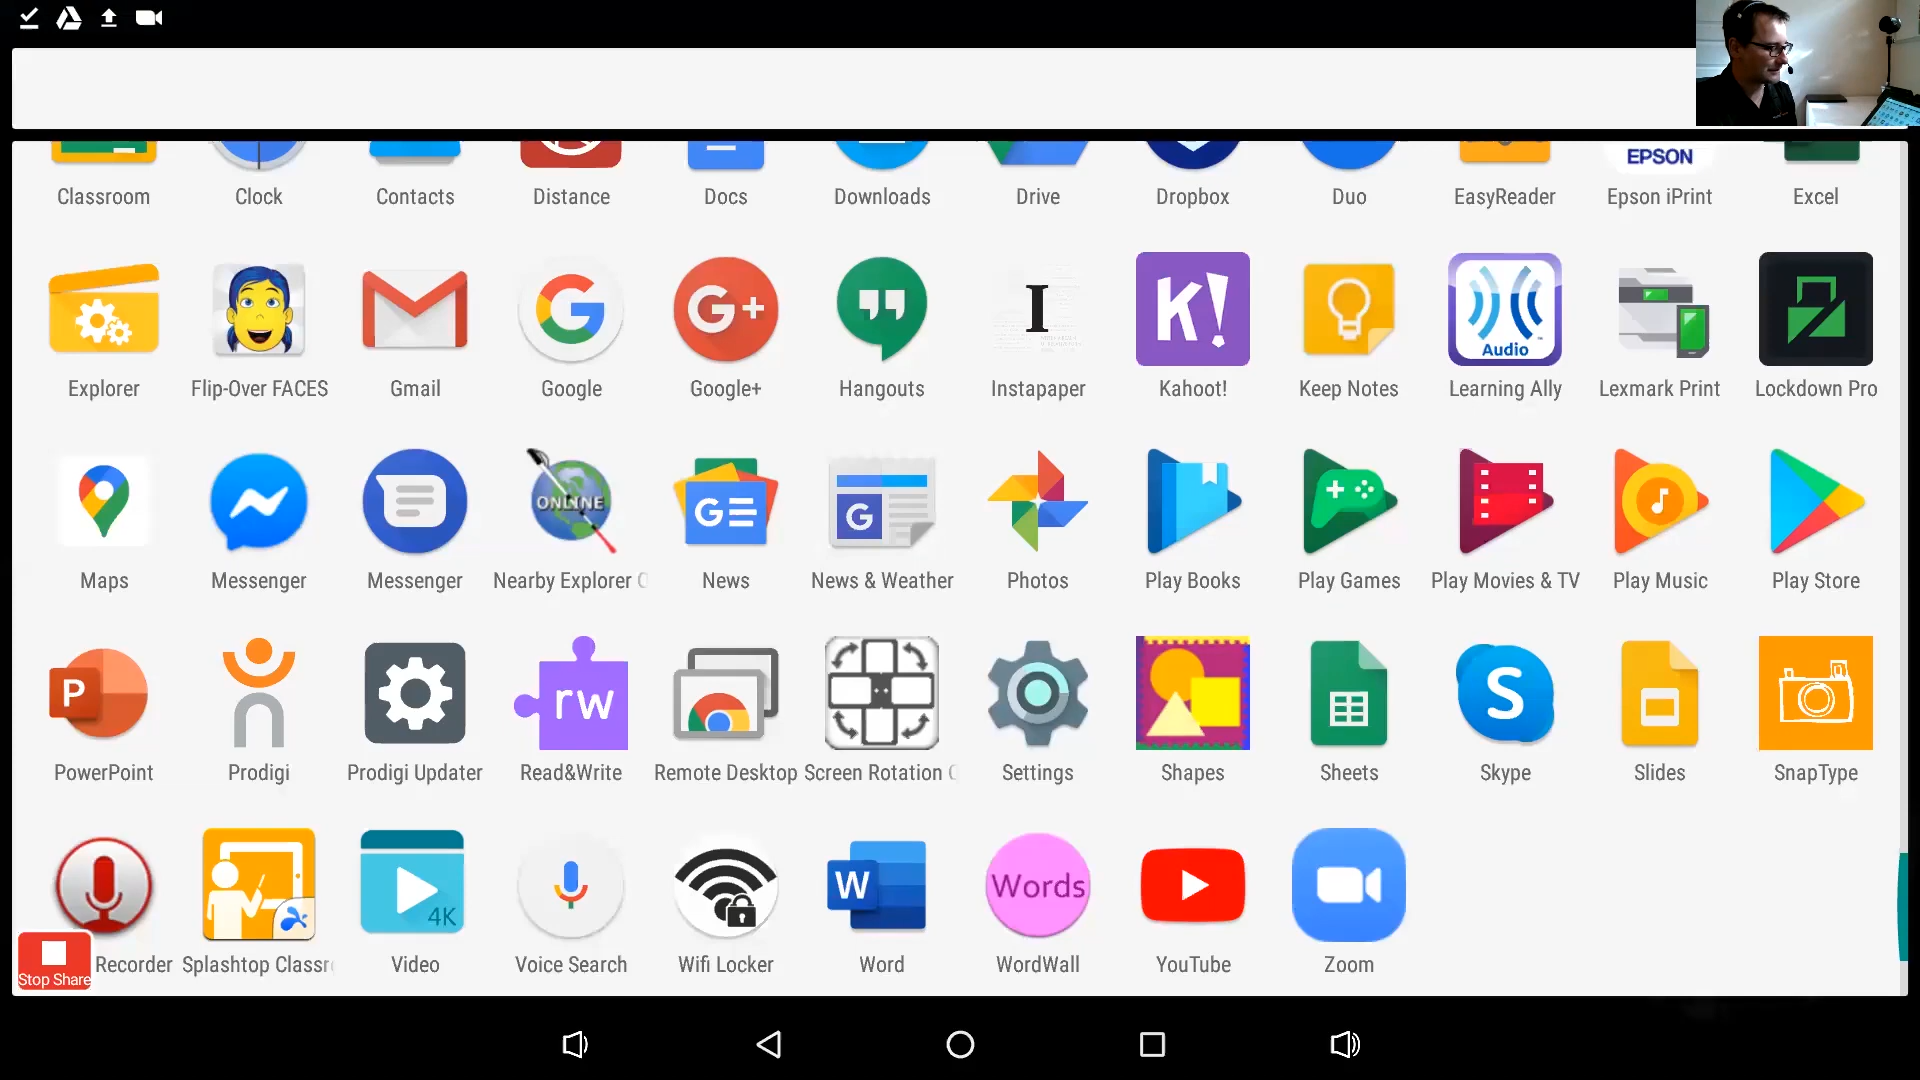 EPSON
Classroom Clock Contacts Distance Docs Downloads Drive Dropbox Duo EasyReader Epson iPrint Excel
G+ I K! Audio
Explorer Flip-Over FACES Gmail Google Google+ Hangouts Instapaper Kahoot! Keep Notes Learning Ally Lexmark Print Lockdown Pro
ONLINE G G
Maps Messenger Messenger Nearby Explorer O News News & Weather Photos Play Books Play Games Play Movies & TV Play Music Play Store
P rw S
PowerPoint Prodigi Prodigi Updater Read&Write Remote Desktop Screen Rotation C Settings Shapes Sheets Skype Slides SnapType
4K W Words
Recorder Splashtop Classr Video Voice Search Wifi Locker Word WordWall YouTube Zoom
Stop Share